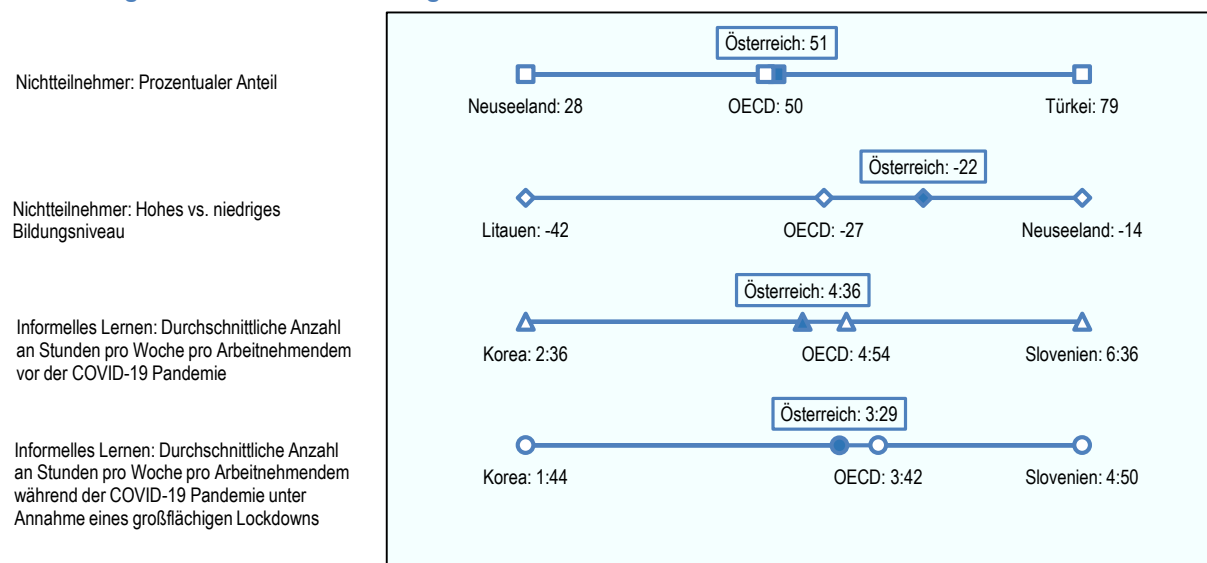 Österreich: 51
Nichtteilnehmer: Prozentualer Anteil
Neuseeland: 28
OECD: 50
Türkei: 79
Österreich: -22
Nichtteilnehmer: Hohes vs. niedriges
Bildungsniveau
Litauen: -42
OECD: -27
Neuseeland: -14
Österreich: 4:36
Informelles Lernen: Durchschnittliche Anzahl
an Stunden pro Woche pro Arbeitnehmendem
vor der COVID-19 Pandemie
Korea: 2:36
OECD: 4:54
Slovenien: 6:36
Österreich: 3:29
Informelles Lernen: Durchschnittliche Anzahl
an Stunden pro Woche pro Arbeitnehmendem
während der COVID-19 Pandemie unter
Annahme eines großflächigen Lockdowns
Korea: 1:44
OECD: 3:42
Slovenien: 4:50